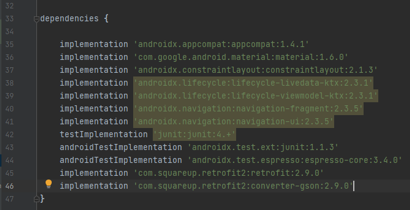 32
33 dependencies {
34
35 implementation 'androidx.appcompat:appcompat:1.4.1'
36 implementation 'com.google.android.material:material:1.6.0'
37 implementation 'androidx.constraintlayout:constraintlayout:2.1.3'
38 implementation 'androidx.lifecycle:lifecycle-livedata-ktx:2.3.1'
39 implementation 'androidx.lifecycle:lifecycle-viewmodel-ktx:2.3.1'
40 implementation 'androidx.navigation:navigation-fragment:2.3.5'
41 implementation 'androidx.navigation:navigation-ui:2.3.5'
42 testImplementation 'junit:junit:4.+'
43 androidTestImplementation 'androidx.test.ext:junit:1.1.3'
44 androidTestImplementation 'androidx.test.espresso:espresso-core:3.4.0'
45 implementation 'com.squareup.retrofit2:retrofit:2.9.0'
46 implementation 'com.squareup.retrofit2:converter-gson:2.9.0'
47 }